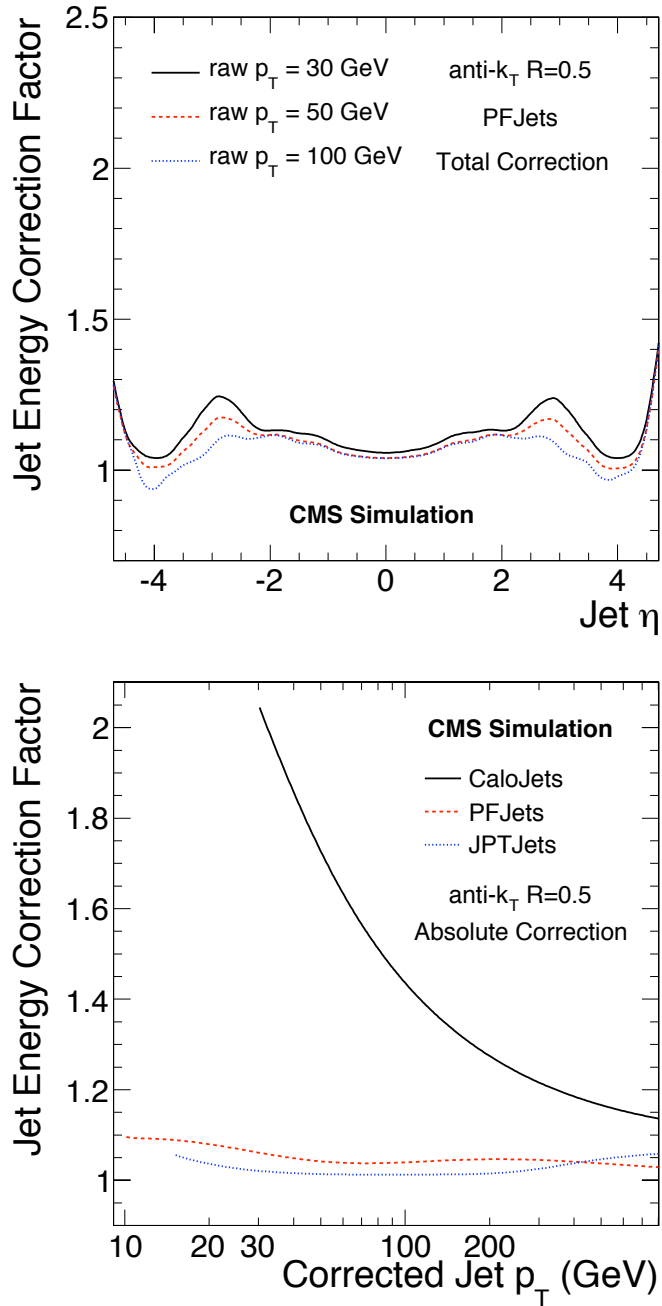 Jet Energy Correction Factor
2.5
2
1.5
1
raw p_T = 30 GeV
raw p_T = 50 GeV
raw p_T = 100 GeV
anti-k_T R=0.5
PFJets
Total Correction
CMS Simulation
-4 -2 0 2 4
Jet η
Jet Energy Correction Factor
2
1.8
1.6
1.4
1.2
1
CMS Simulation
CaloJets
PFJets
JPTJets
anti-k_T R=0.5
Absolute Correction
10 20 30 100 200
Corrected Jet p_T (GeV)